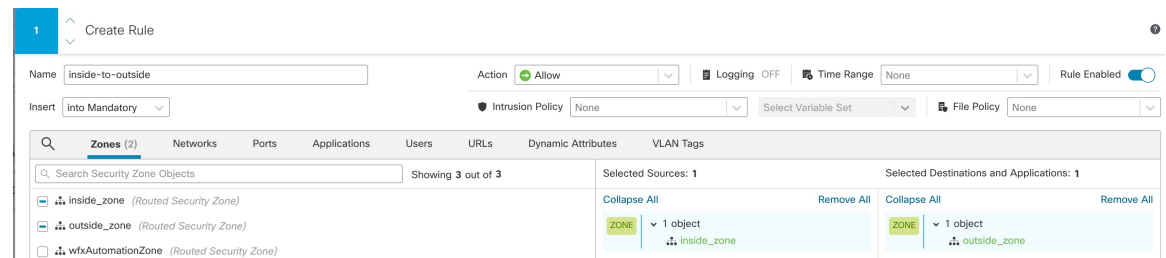 1 Create Rule
Name inside-to-outside Action Allow Logging OFF Time Range None Rule Enabled
Insert into Mandatory Intrusion Policy None Select Variable Set File Policy None
Zones (2) Networks Ports Applications Users URLs Dynamic Attributes VLAN Tags
Search Security Zone Objects Showing 3 out of 3 Selected Sources: 1 Selected Destinations and Applications: 1
inside_zone (Routed Security Zone) Collapse All Remove All Collapse All Remove All
outside_zone (Routed Security Zone) ZONE 1 object ZONE 1 object
inside_zone outside_zone
wfxAutomationZone (Routed Security Zone)